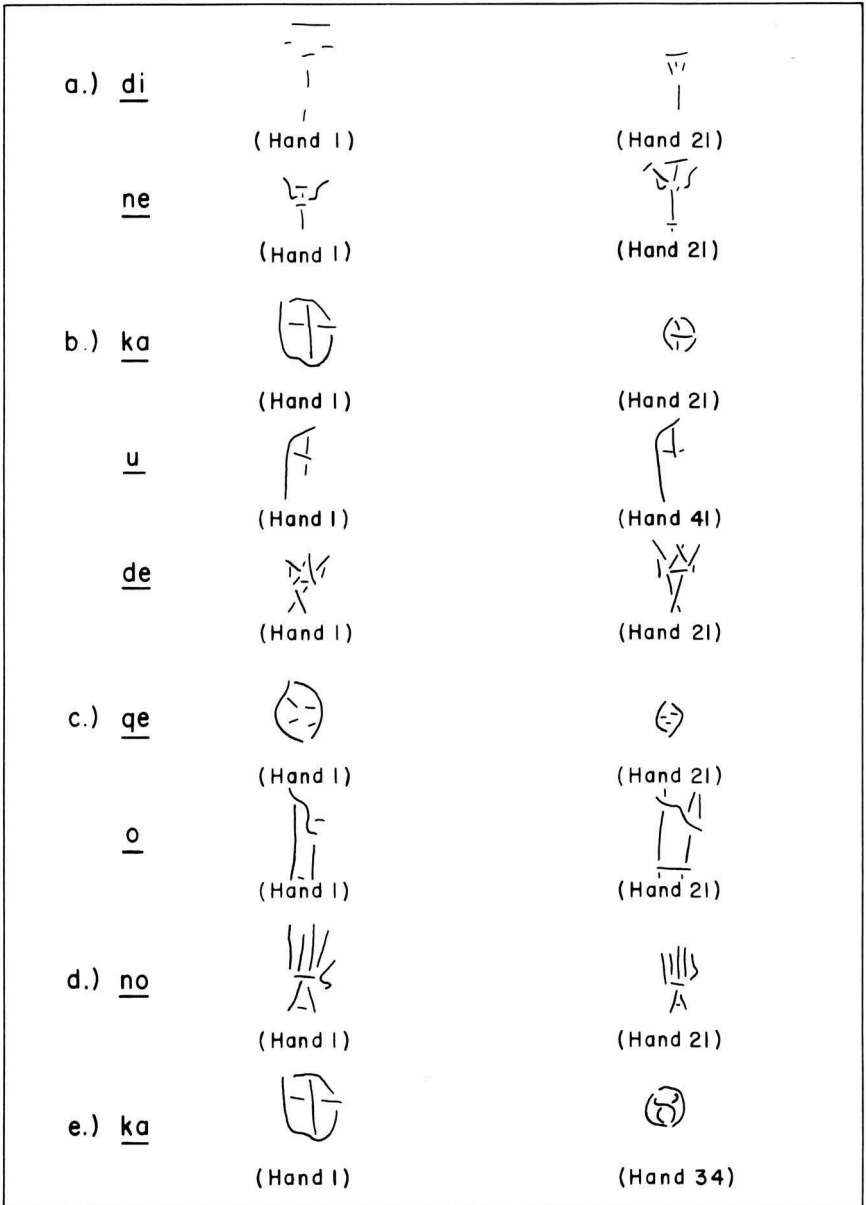 a.) di
(Hand 1) (Hand 21)
ne
(Hand 1) (Hand 21)
b.) ka
(Hand 1) (Hand 21)
u
(Hand 1) (Hand 41)
de
(Hand 1) (Hand 21)
c.) qe
(Hand 1) (Hand 21)
o
(Hand 1) (Hand 21)
d.) no
(Hand 1) (Hand 21)
e.) ka
(Hand 1) (Hand 34)